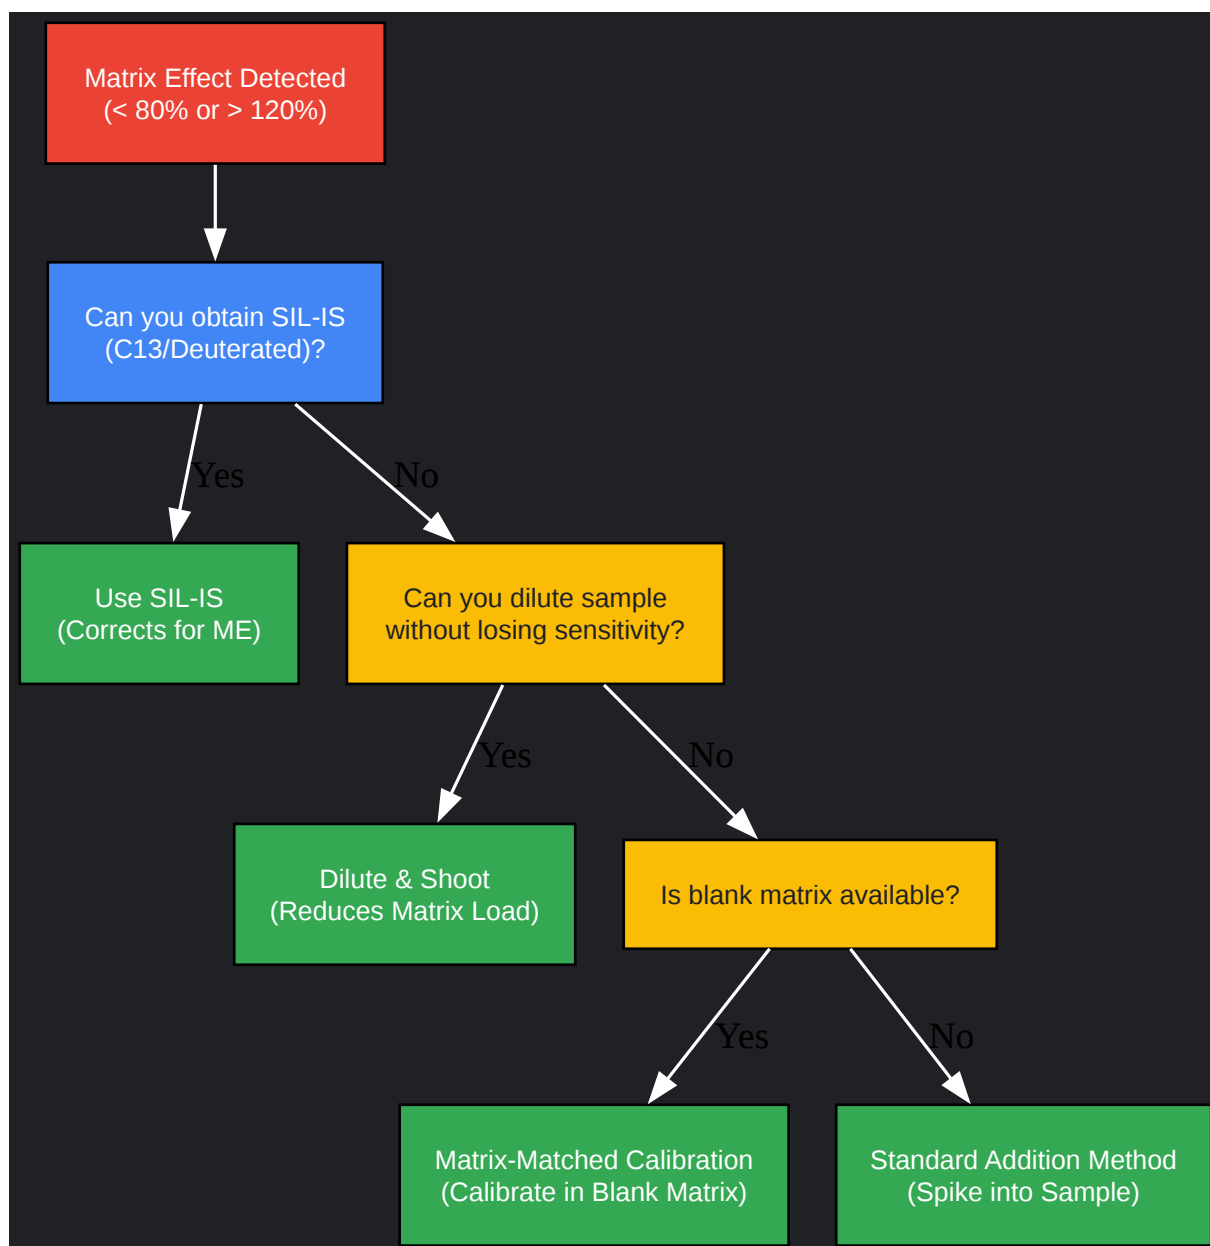 Matrix Effect Detected
(< 80% or > 120%)
Can you obtain SIL-IS
(C13/Deuterated)?
Yes
No
Use SIL-IS
(Corrects for ME)
Can you dilute sample
without losing sensitivity?
Yes
No
Dilute & Shoot
(Reduces Matrix Load)
Is blank matrix available?
Yes
No
Matrix-Matched Calibration
(Calibrate in Blank Matrix)
Standard Addition Method
(Spike into Sample)